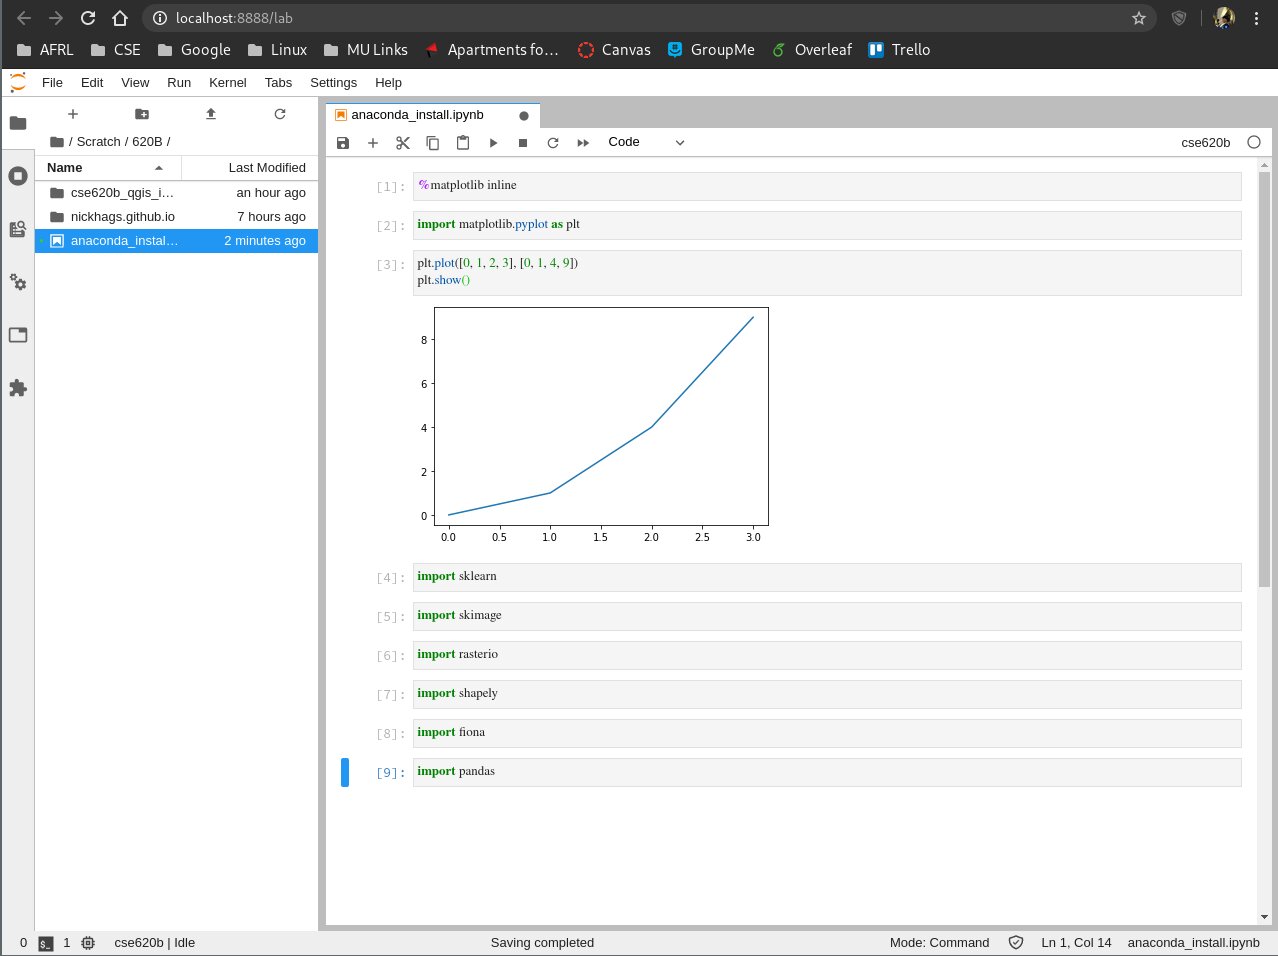 localhost:8888/lab
AFRL CSE Google Linux MU Links Apartments fo... Canvas GroupMe Overleaf Trello
File Edit View Run Kernel Tabs Settings Help
anaconda_install.ipynb
/ Scratch / 620B /
Code cse620b
Name Last Modified
cse620b_qgis_i... an hour ago
nickhags.github.io 7 hours ago
anaconda_instal... 2 minutes ago
[1]: %matplotlib inline
[2]: import matplotlib.pyplot as plt
[3]: plt.plot([0, 1, 2, 3], [0, 1, 4, 9])
plt.show()
8
6
4
2
0
0.0 0.5 1.0 1.5 2.0 2.5 3.0
[4]: import sklearn
[5]: import skimage
[6]: import rasterio
[7]: import shapely
[8]: import fiona
[9]: import pandas
0 $_ 1 cse620b | Idle Saving completed Mode: Command Ln 1, Col 14 anaconda_install.ipynb